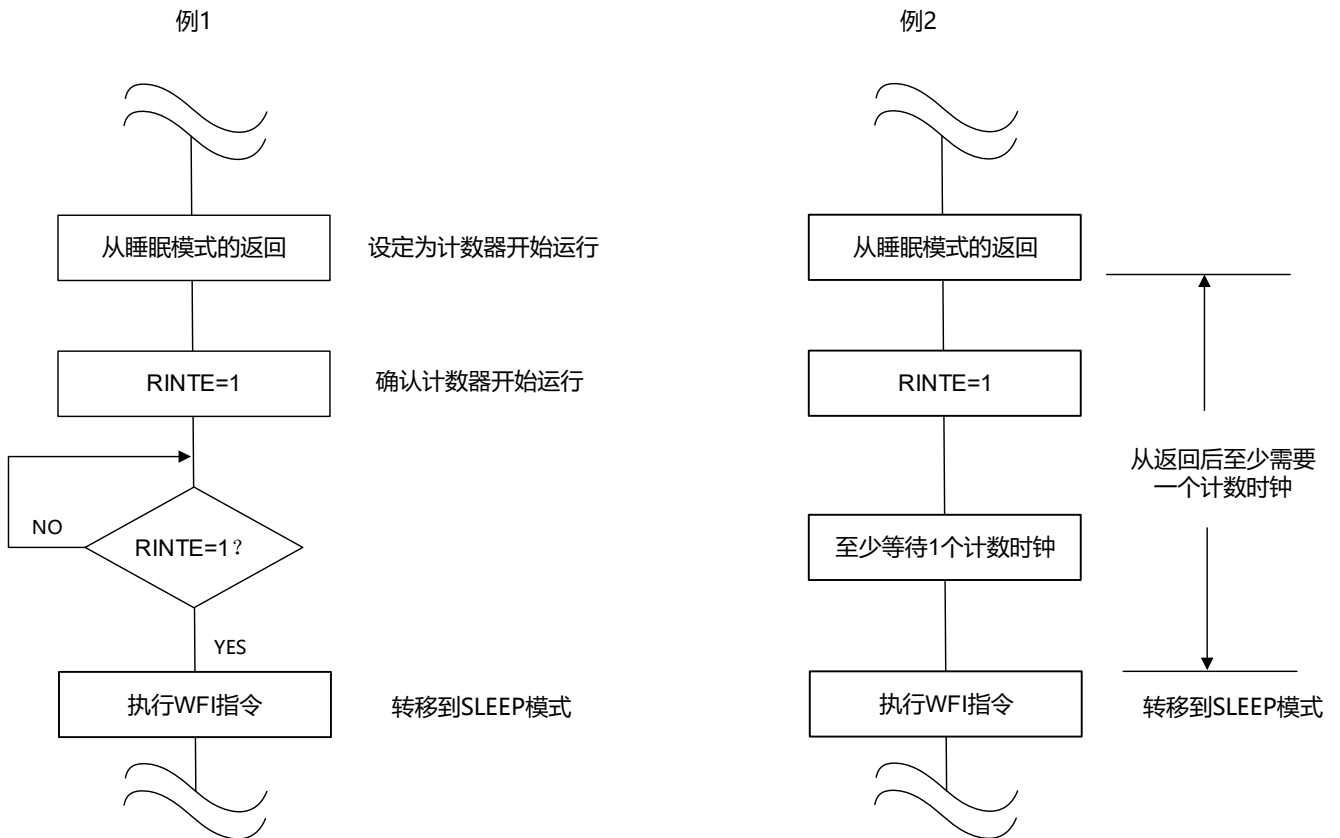 例1
从睡眠模式的返回
设定为计数器开始运行
RINTE=1
确认计数器开始运行
NO
RINTE=1？
YES
执行WFI指令
转移到SLEEP模式
例2
从睡眠模式的返回
RINTE=1
从返回后至少需要
一个计数时钟
至少等待1个计数时钟
执行WFI指令
转移到SLEEP模式